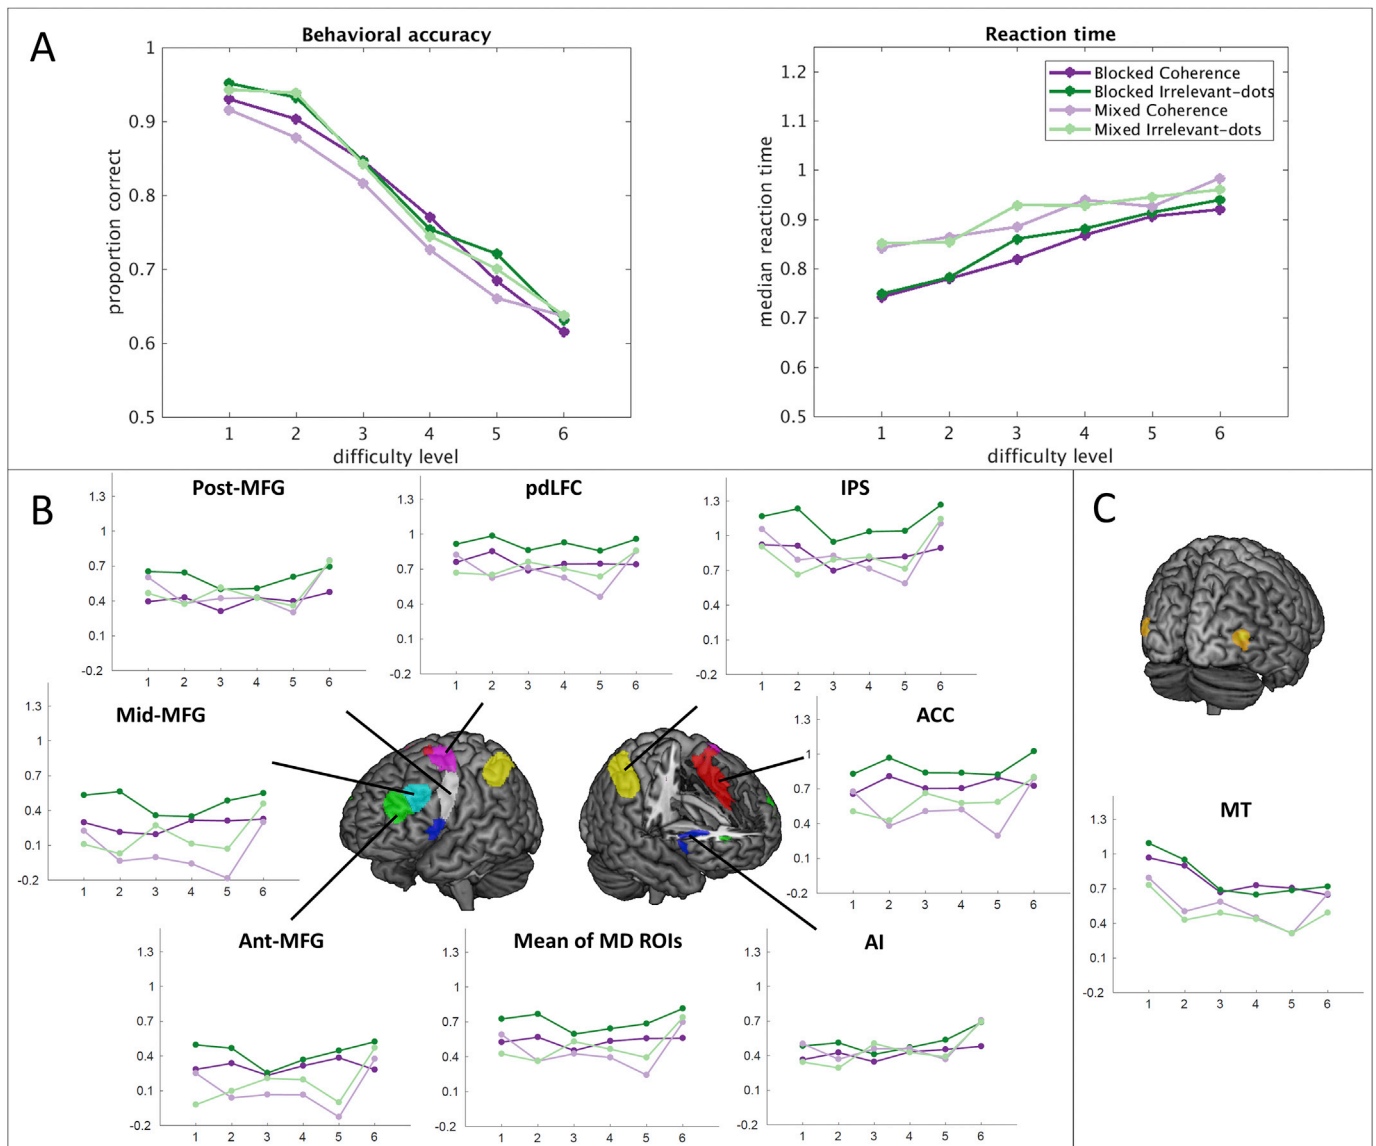 A
Behavioral accuracy
1
0.9
0.8
0.7
0.6
0.5
proportion correct
1 2 3 4 5 6
difficulty level
Reaction time
1.2
1.1
1
0.9
0.8
0.7
0.6
0.5
median reaction time
1 2 3 4 5 6
difficulty level
Blocked Coherence
Blocked Irrelevant-dots
Mixed Coherence
Mixed Irrelevant-dots
B
Post-MFG
1.3
1
0.7
0.4
0.1
-0.2
1 2 3 4 5 6
pdLFC
1.3
1
0.7
0.4
0.1
-0.2
1 2 3 4 5 6
IPS
1.3
1
0.7
0.4
0.1
-0.2
1 2 3 4 5 6
Mid-MFG
1.3
1
0.7
0.4
0.1
-0.2
1 2 3 4 5 6
ACC
1.3
1
0.7
0.4
0.1
-0.2
1 2 3 4 5 6
Ant-MFG
1.3
1
0.7
0.4
0.1
-0.2
1 2 3 4 5 6
Mean of MD ROIs
1.3
1
0.7
0.4
0.1
-0.2
1 2 3 4 5 6
AI
1.3
1
0.7
0.4
0.1
-0.2
1 2 3 4 5 6
C
MT
1.3
1
0.7
0.4
0.1
-0.2
1 2 3 4 5 6